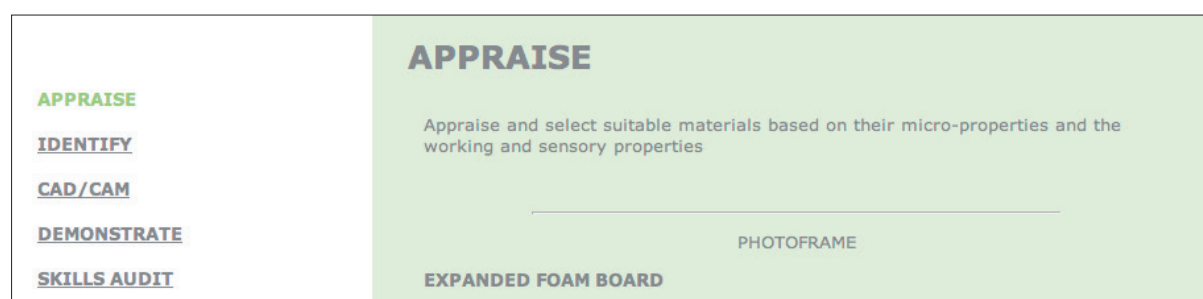 APPRAISE
IDENTIFY
CAD/CAM
DEMONSTRATE
SKILLS AUDIT
APPRAISE
Appraise and select suitable materials based on their micro-properties and the
working and sensory properties
PHOTOFRAME
EXPANDED FOAM BOARD